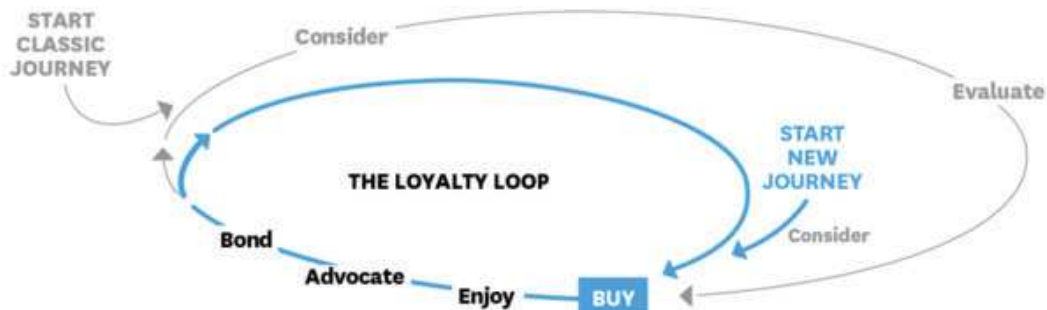 START
CLASSIC
JOURNEY
Consider
Evaluate
START
NEW
JOURNEY
THE LOYALTY LOOP
Consider
Bond
Advocate
Enjoy
BUY